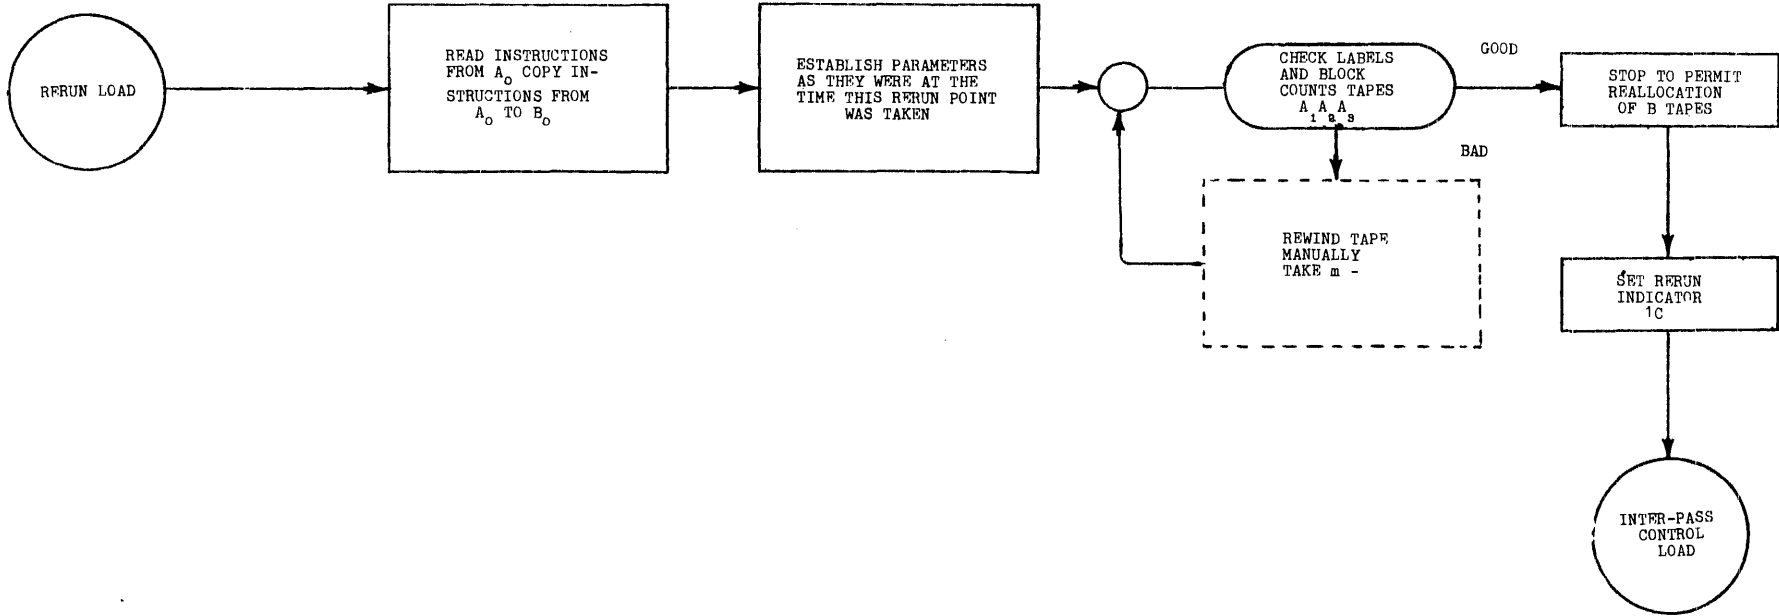 RERUN LOAD
READ INSTRUCTIONS
FROM A₀ COPY IN-
STRUCTIONS FROM
A₀ TO B₀
ESTABLISH PARAMETERS
AS THEY WERE AT THE
TIME THIS RERUN POINT
WAS TAKEN
CHECK LABELS
AND BLOCK
COUNTS TAPES
A₁ A₂ A₃
GOOD
BAD
REWIND TAPE
MANUALLY
TAKE m -
STOP TO PERMIT
REALLOCATION
OF B TAPES
SET RERUN
INDICATOR
1C
INTER-PASS
CONTROL
LOAD